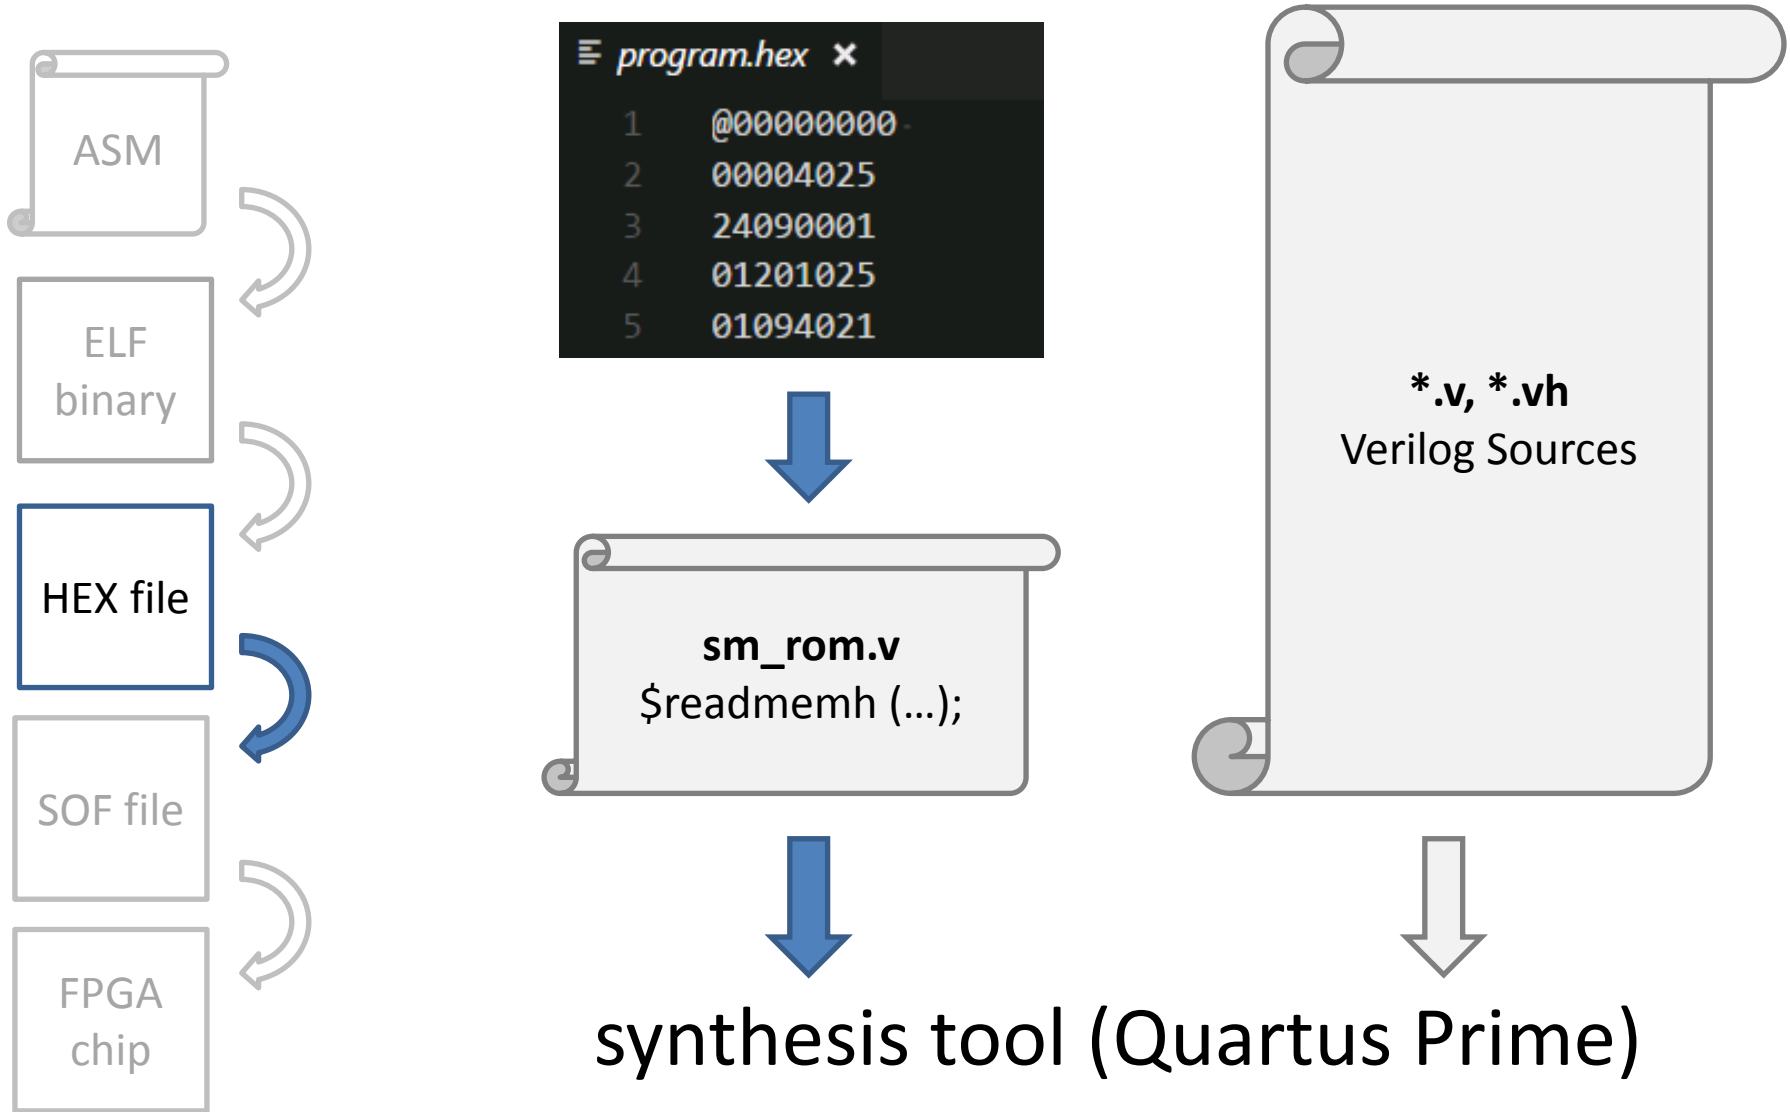 ASM
ELF
binary
HEX file
SOF file
FPGA
chip
program.hex ×
1 @00000000
2 00004025
3 24090001
4 01201025
5 01094021
sm_rom.v
$readmemh (…);
*.v, *.vh
Verilog Sources
synthesis tool (Quartus Prime)